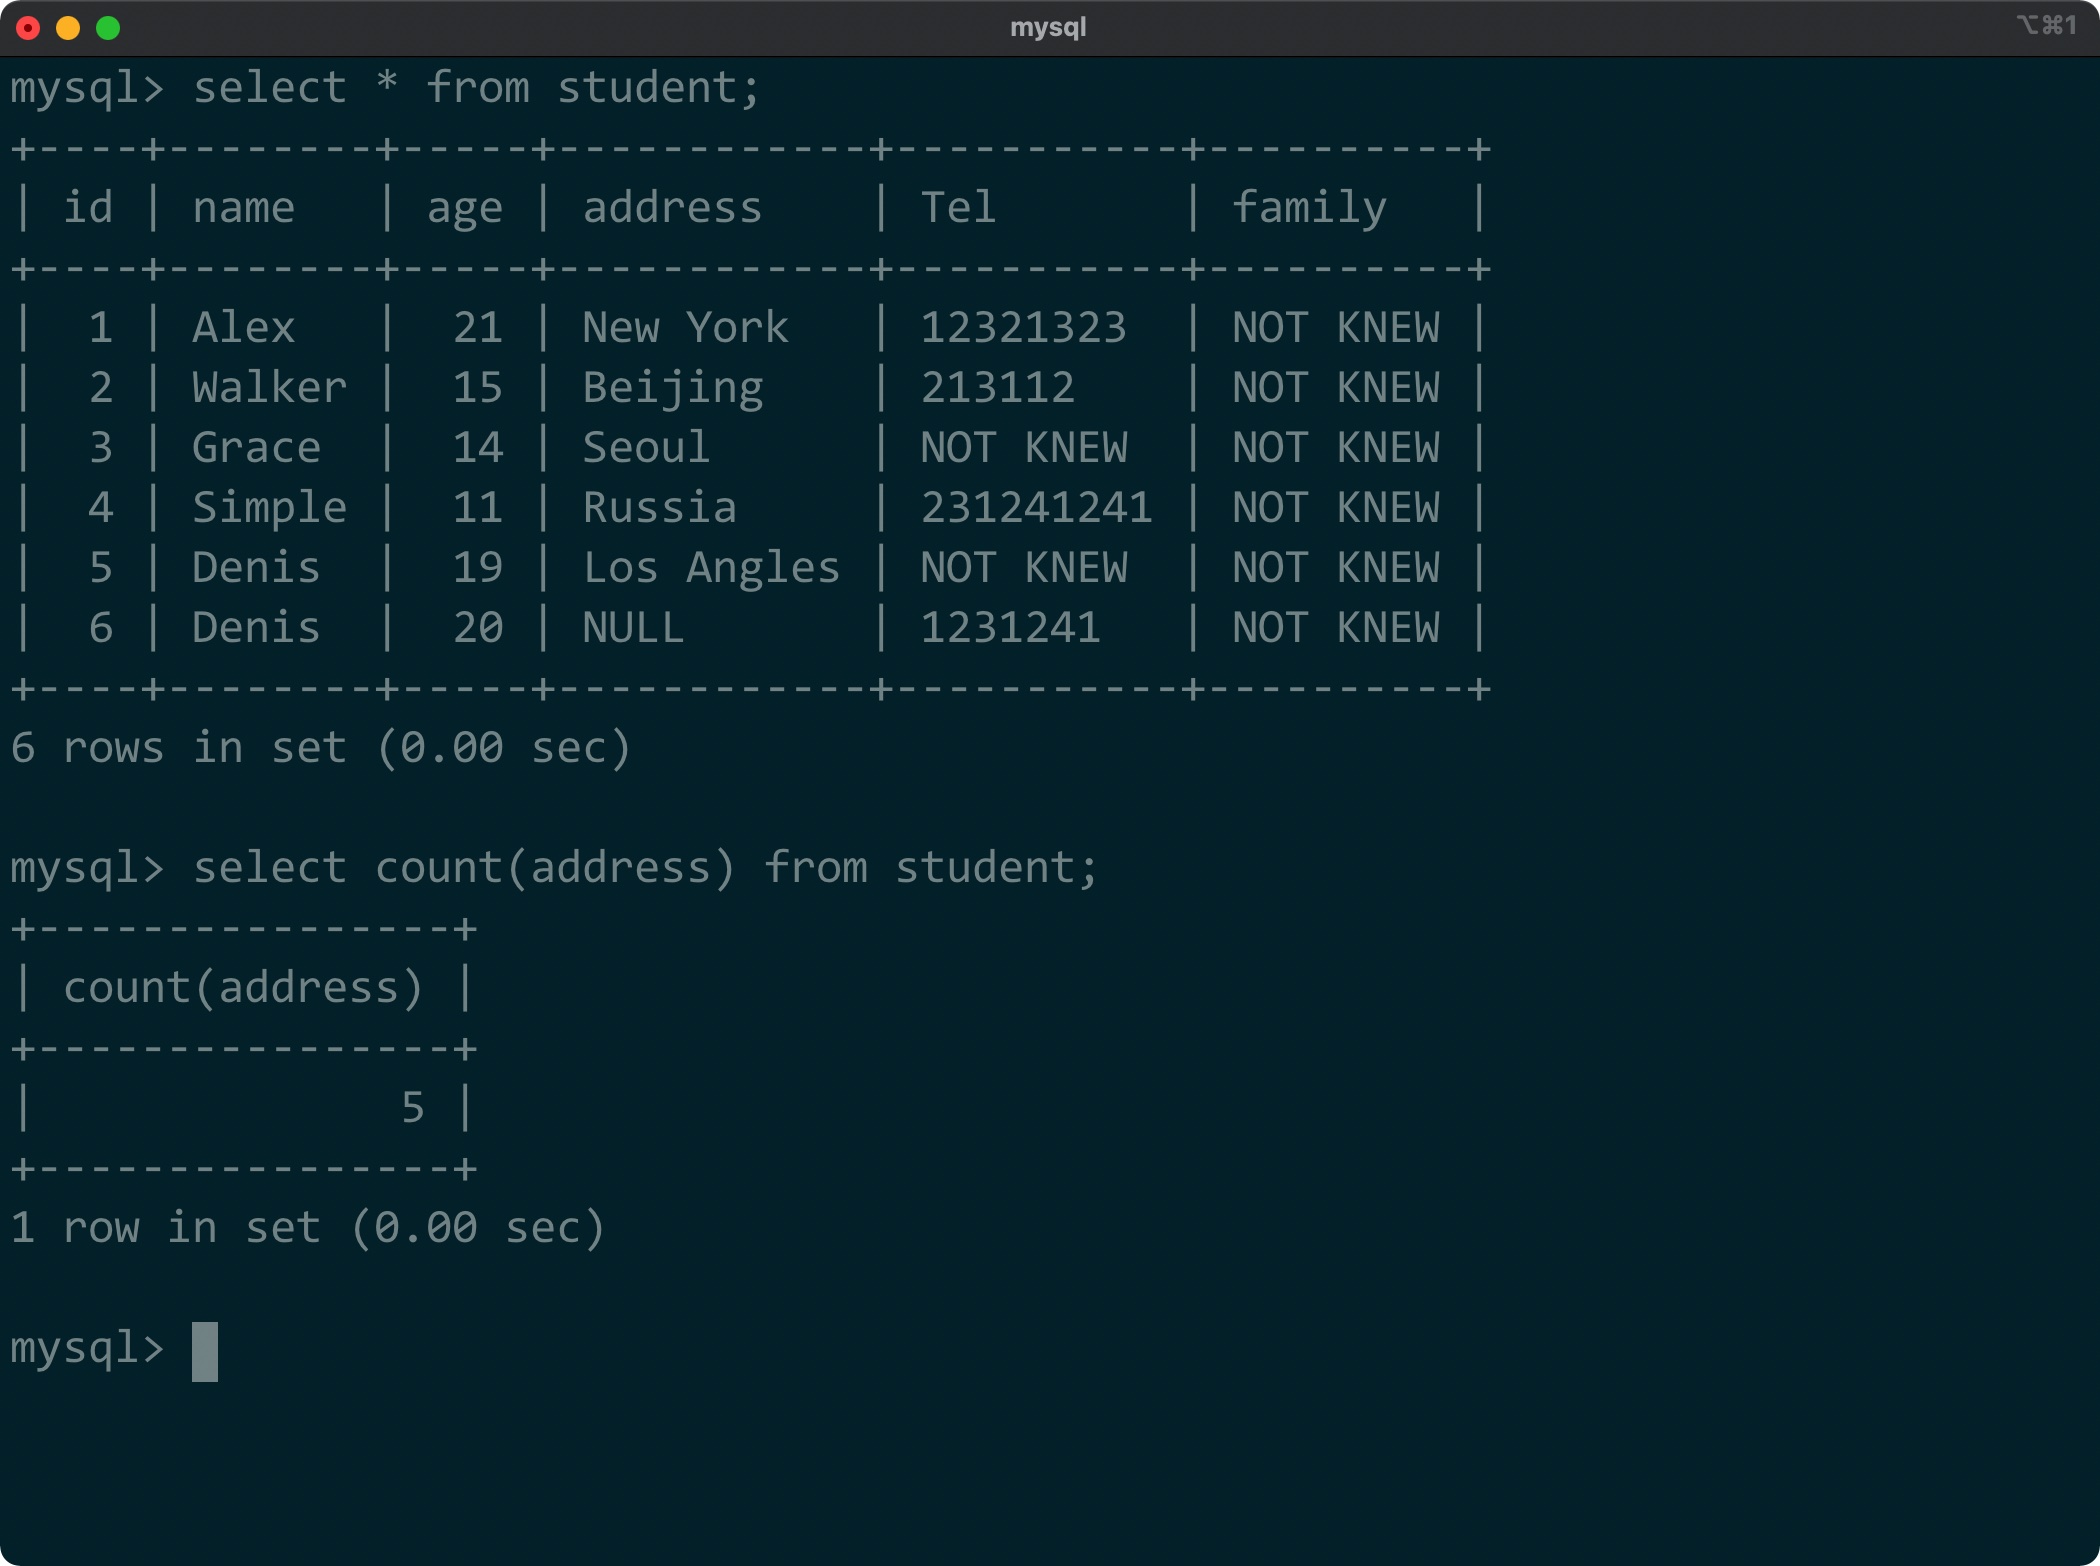 mysql
⌥⌘1
mysql> select * from student;
+----+--------+-----+------------+-----------+----------+
| id | name   | age | address    | Tel       | family   |
+----+--------+-----+------------+-----------+----------+
|  1 | Alex   |  21 | New York   | 12321323  | NOT KNEW |
|  2 | Walker |  15 | Beijing    | 213112    | NOT KNEW |
|  3 | Grace  |  14 | Seoul      | NOT KNEW  | NOT KNEW |
|  4 | Simple |  11 | Russia     | 231241241 | NOT KNEW |
|  5 | Denis  |  19 | Los Angles | NOT KNEW  | NOT KNEW |
|  6 | Denis  |  20 | NULL       | 1231241   | NOT KNEW |
+----+--------+-----+------------+-----------+----------+
6 rows in set (0.00 sec)
mysql> select count(address) from student;
+----------------+
| count(address) |
+----------------+
|              5 |
+----------------+
1 row in set (0.00 sec)
mysql>